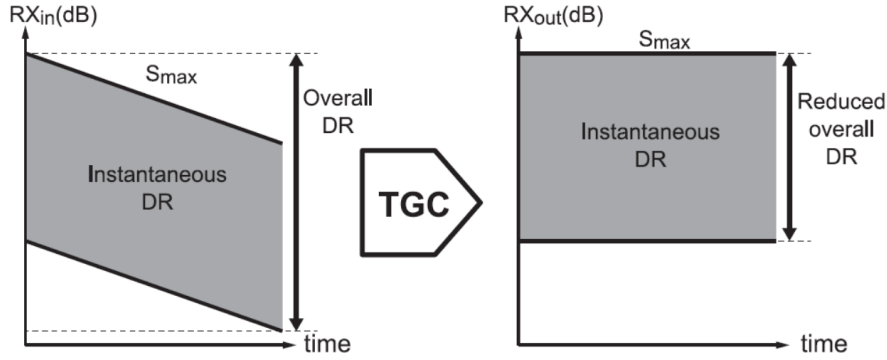 RXin(dB)
Smax
Overall
DR
Instantaneous
DR
time
TGC
RXout(dB)
Smax
Instantaneous
DR
Reduced
overall
DR
time